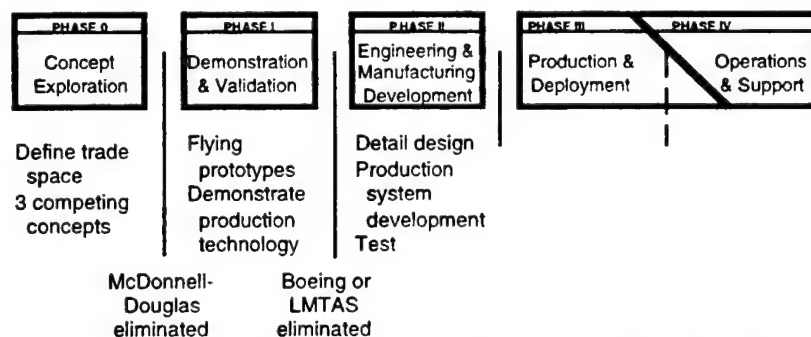 PHASE 0
Concept
Exploration
PHASE I
Demonstration
& Validation
PHASE II
Engineering &
Manufacturing
Development
PHASE III
Production &
Deployment
PHASE IV
Operations
& Support
Define trade
space
3 competing
concepts
Flying
prototypes
Demonstrate
production
technology
Detail design
Production
system
development
Test
McDonnell-
Douglas
eliminated
Boeing or
LMTAS
eliminated